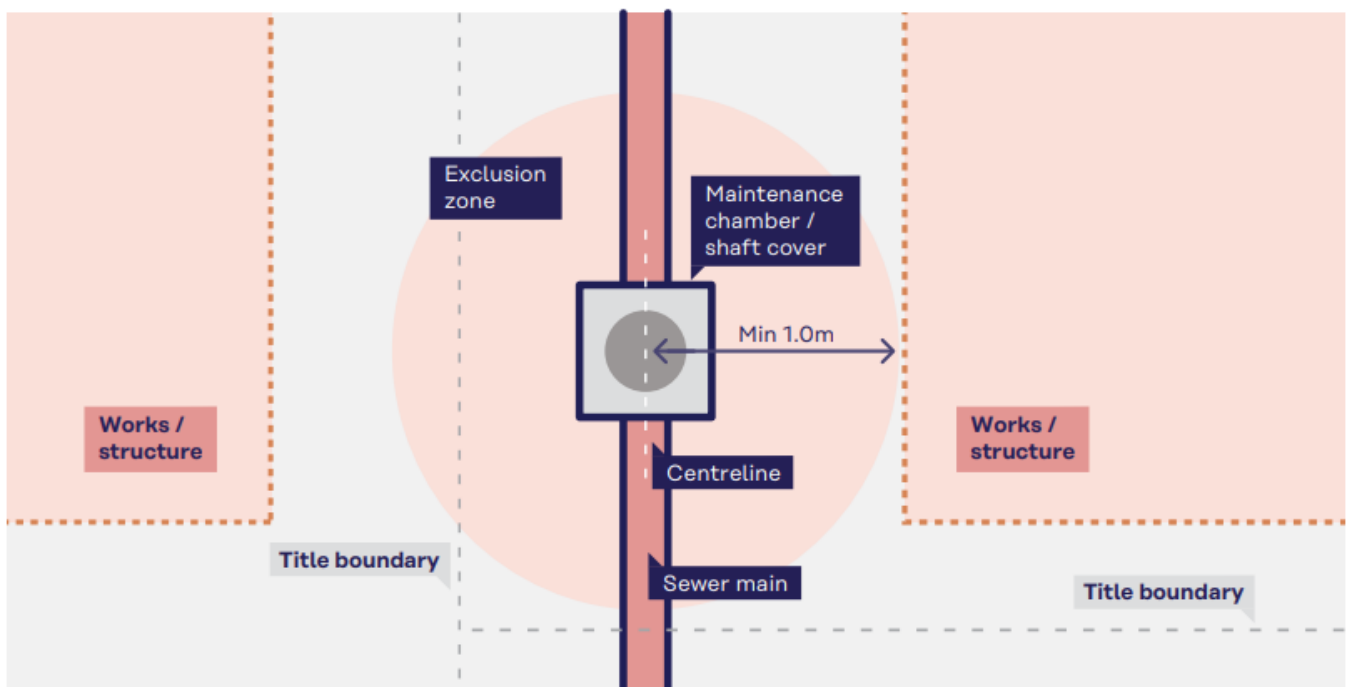 Exclusion
zone
Maintenance
chamber /
shaft cover
Min 1.0m
Works /
structure
Works /
structure
Centreline
Title boundary
Sewer main
Title boundary